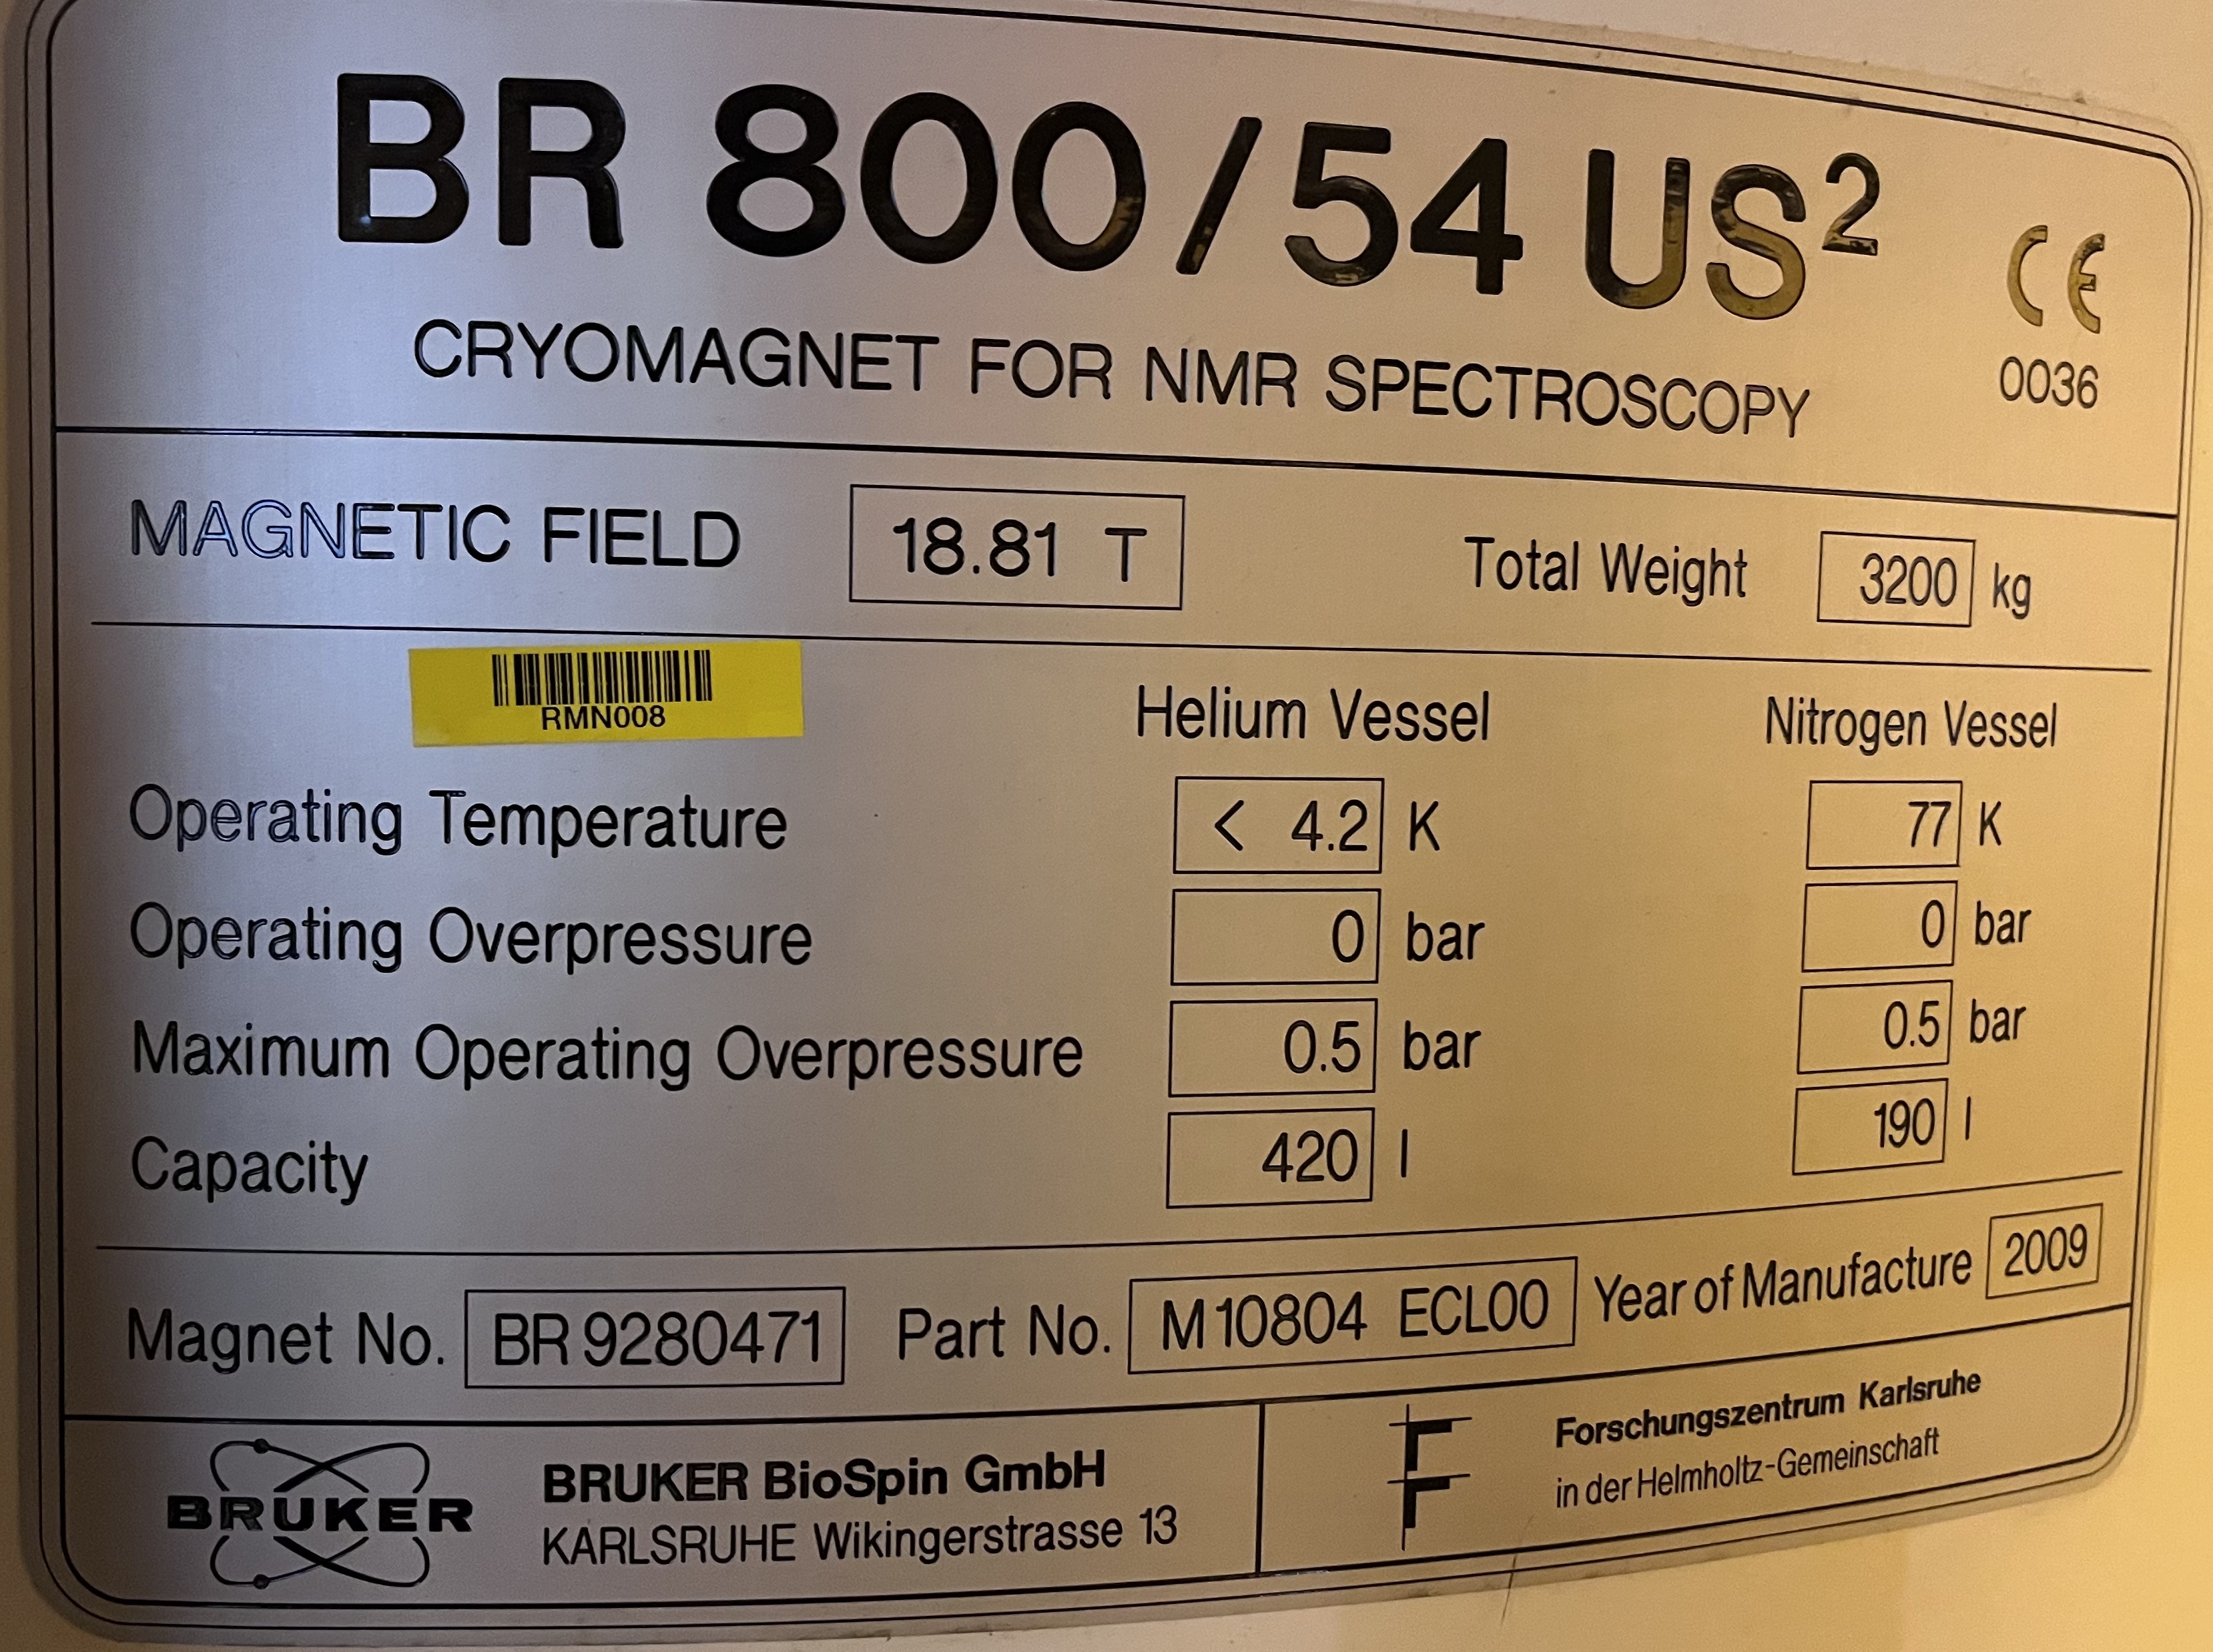 BR 800/54 US²
CE
0036
CRYOMAGNET FOR NMR SPECTROSCOPY
MAGNETIC FIELD 18.81 T Total Weight 3200 kg
RMN008
Helium Vessel Nitrogen Vessel
Operating Temperature < 4.2 K 77 K
Operating Overpressure 0 bar 0 bar
Maximum Operating Overpressure 0.5 bar 0.5 bar
Capacity 420 l 190 l
Magnet No. BR 9280471 Part No. M10804 ECL00 Year of Manufacture 2009
BRUKER
BRUKER BioSpin GmbH
KARLSRUHE Wikingerstrasse 13
Forschungszentrum Karlsruhe
in der Helmholtz-Gemeinschaft